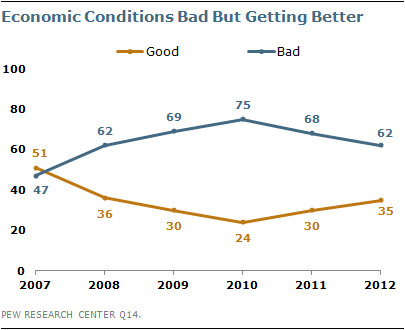 Economic Conditions Bad But Getting Better
Good Bad
100
80
60
40
20
0
51 62 69 75 68 62
47 36 30 24 30 35
2007 2008 2009 2010 2011 2012
PEW RESEARCH CENTER Q14.